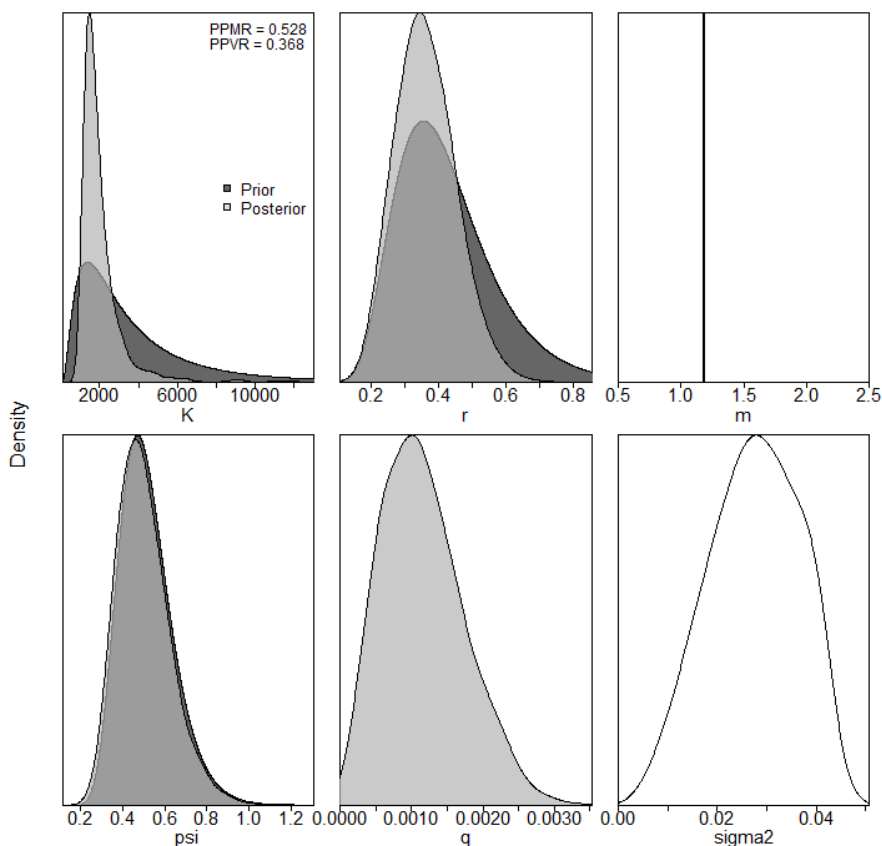 PPMR = 0.528
PPVR = 0.368
Prior
Posterior
2000 6000 10000
K
0.2 0.4 0.6 0.8
r
0.5 1.0 1.5 2.0 2.5
m
Density
0.2 0.4 0.6 0.8 1.0 1.2
psi
0.0000 0.0010 0.0020 0.0030
q
0.00 0.02 0.04
sigma2